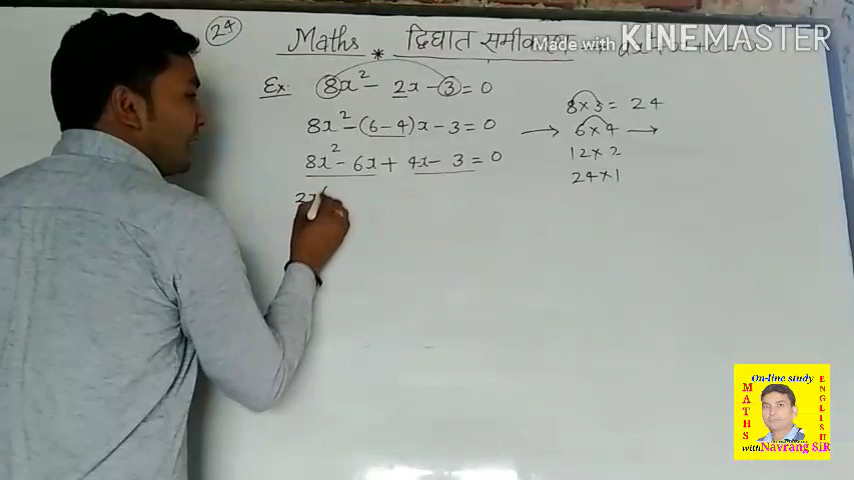 24
Maths * द्विघात समीकरण
Made with KINEMASTER
Ex. 8x² - 2x - 3 = 0
8x² - (6-4)x - 3 = 0
8x² - 6x + 4x - 3 = 0
2x(
8×3 = 24
→ 6×4 →
12×2
24×1
On-line study
MATHS
ENGLISH
with Navrang SiR